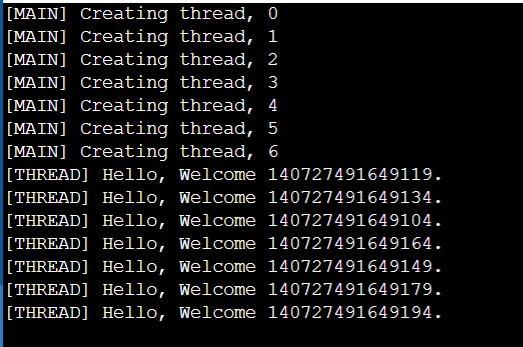 [MAIN] Creating thread, 0
[MAIN] Creating thread, 1
[MAIN] Creating thread, 2
[MAIN] Creating thread, 3
[MAIN] Creating thread, 4
[MAIN] Creating thread, 5
[MAIN] Creating thread, 6
[THREAD] Hello, Welcome 140727491649119.
[THREAD] Hello, Welcome 140727491649134.
[THREAD] Hello, Welcome 140727491649104.
[THREAD] Hello, Welcome 140727491649164.
[THREAD] Hello, Welcome 140727491649149.
[THREAD] Hello, Welcome 140727491649179.
[THREAD] Hello, Welcome 140727491649194.